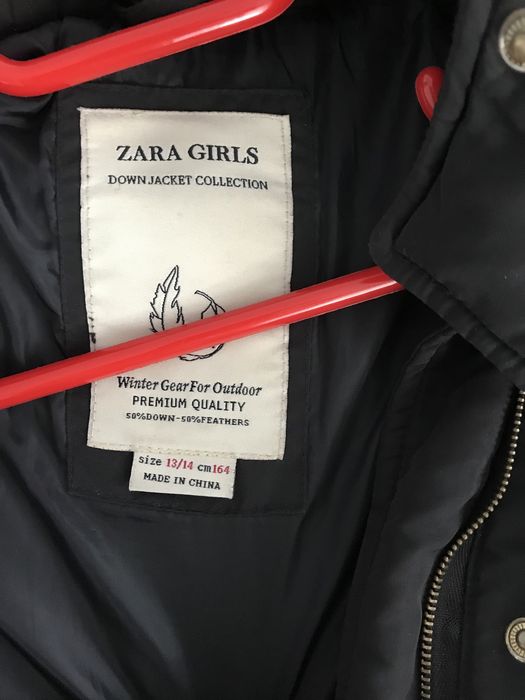 ZARA GIRLS
DOWN JACKET COLLECTION
Winter Gear For Outdoor
PREMIUM QUALITY
50%DOWN-50%FEATHERS
size 13/14 cm164
MADE IN CHINA